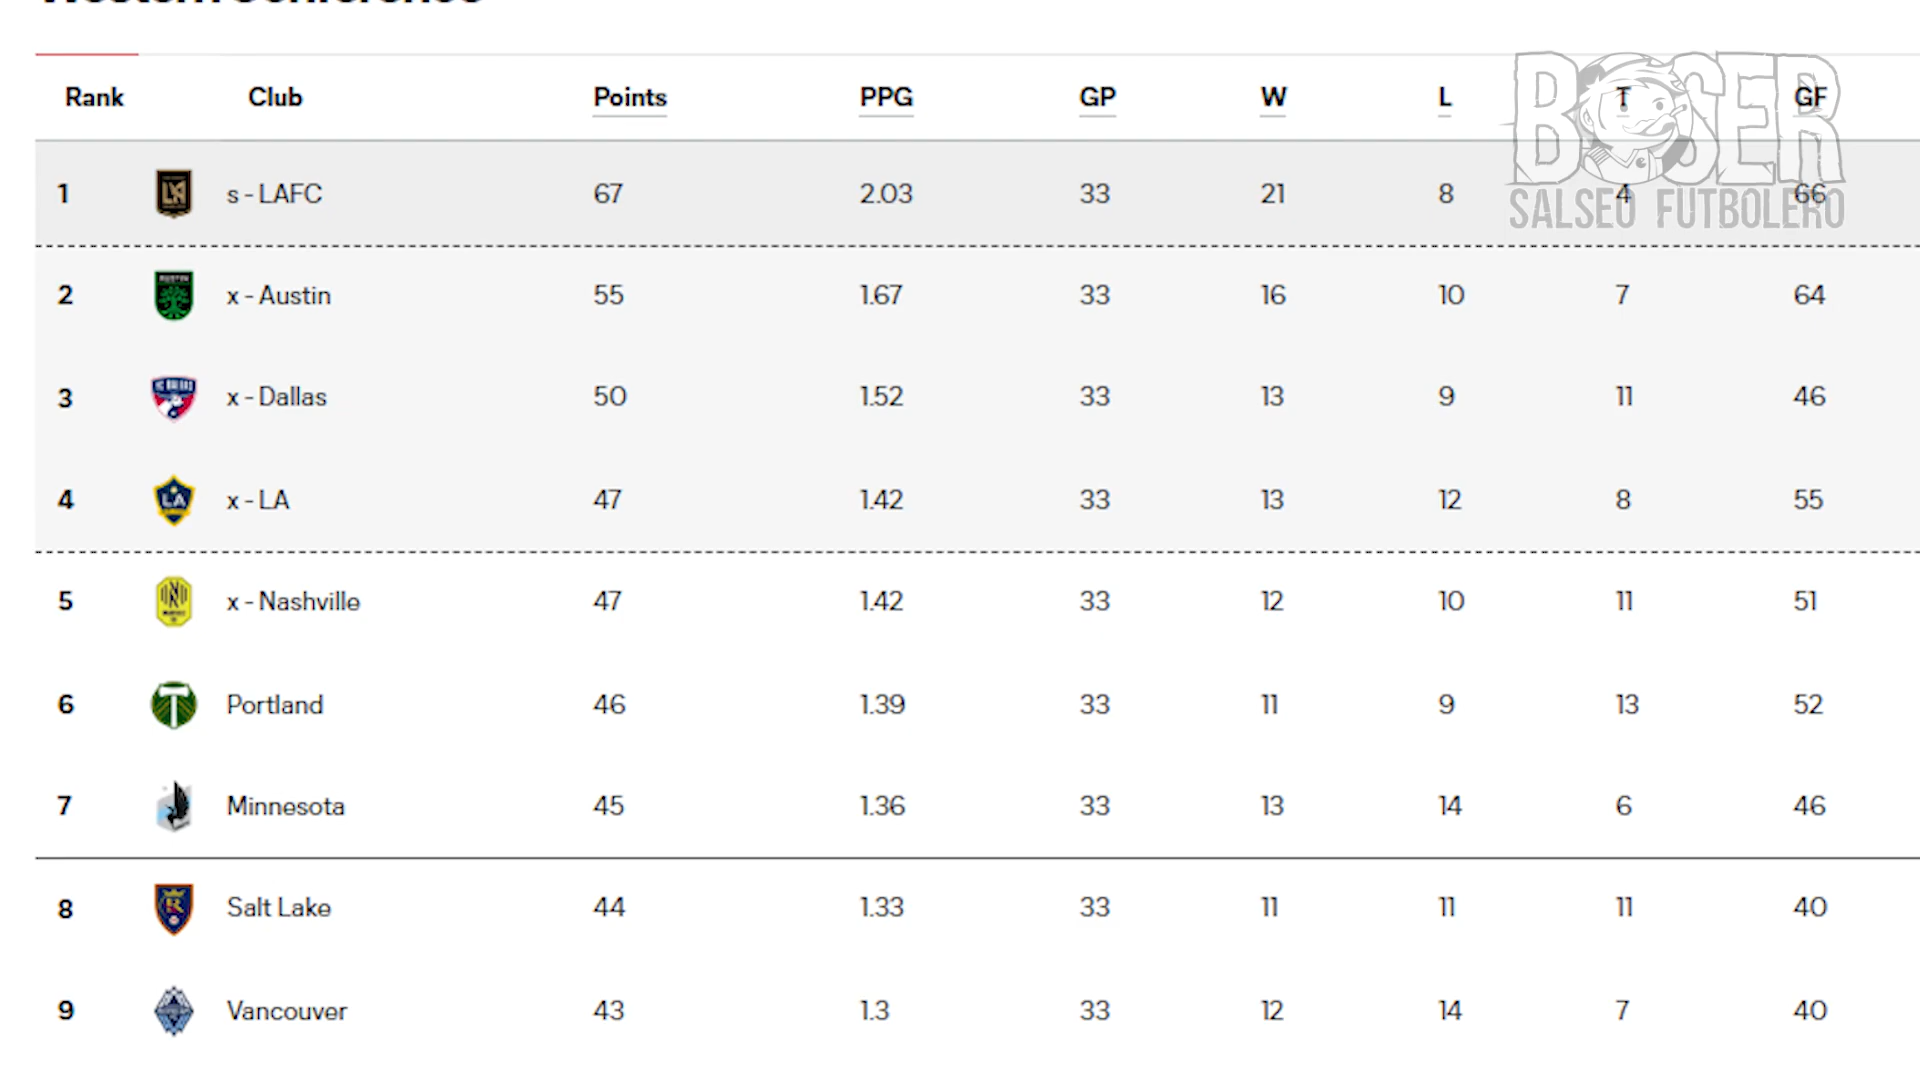 Western Conference
Rank Club Points PPG GP W L T GF
1 s - LAFC 67 2.03 33 21 8 4 66
2 x - Austin 55 1.67 33 16 10 7 64
3 x - Dallas 50 1.52 33 13 9 11 46
4 LA x - LA 47 1.42 33 13 12 8 55
5 x - Nashville 47 1.42 33 12 10 11 51
6 Portland 46 1.39 33 11 9 13 52
7 Minnesota 45 1.36 33 13 14 6 46
8 Salt Lake 44 1.33 33 11 11 11 40
9 Vancouver 43 1.3 33 12 14 7 40
BOSER
SALSEO FUTBOLERO